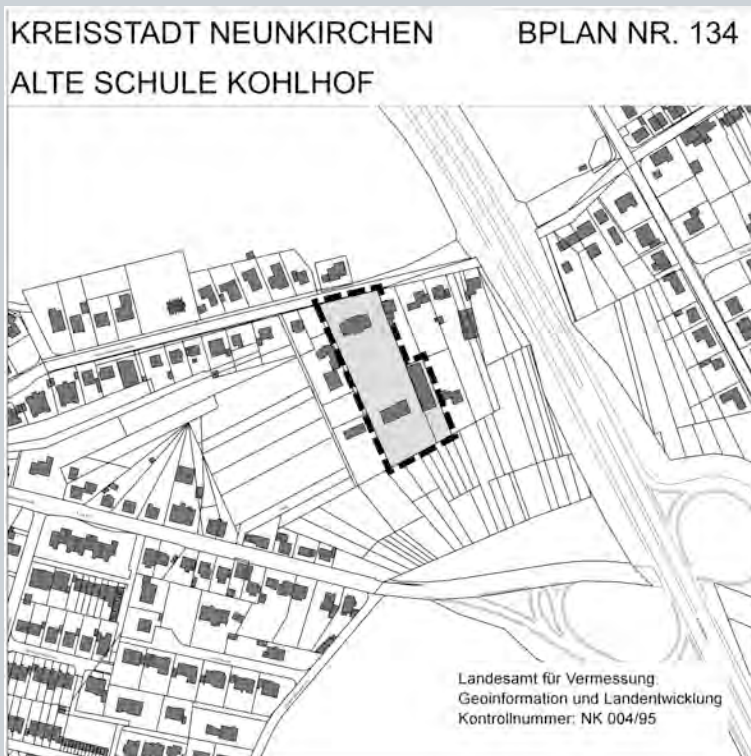 KREISSTADT NEUNKIRCHEN BPLAN NR. 134
ALTE SCHULE KOHLHOF
Landesamt für Vermessung
Geoinformation und Landentwicklung
Kontrollnummer: NK 004/95